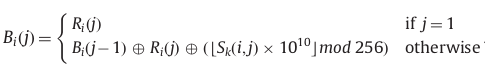 B_i(j) = { R_i(j) if j = 1
B_i(j−1) ⊕ R_i(j) ⊕ (⌊S_k(i,j) × 10^10⌋ mod 256) otherwise